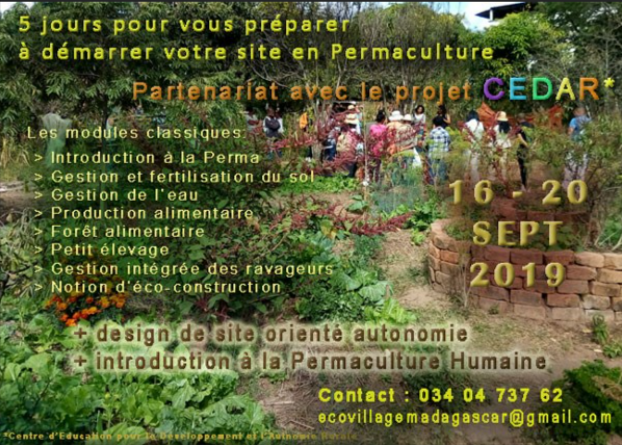 5 jours pour vous préparer
à démarrer votre site en Permaculture
Partenariat avec le projet CEDAR*
Les modules classiques:
> Introduction à la Perma
> Gestion et fertilisation du sol
> Gestion de l'eau
> Production alimentaire
> Forêt alimentaire
> Petit élevage
> Gestion intégrée des ravageurs
> Notion d'éco-construction
16 - 20
SEPT
2019
+ design de site orienté autonomie
+ introduction à la Permaculture Humaine
Contact : 034 04 737 62
ecovillagemadagascar@gmail.com
*Centre d'Education pour le Développement et l'Autonomie Rurale